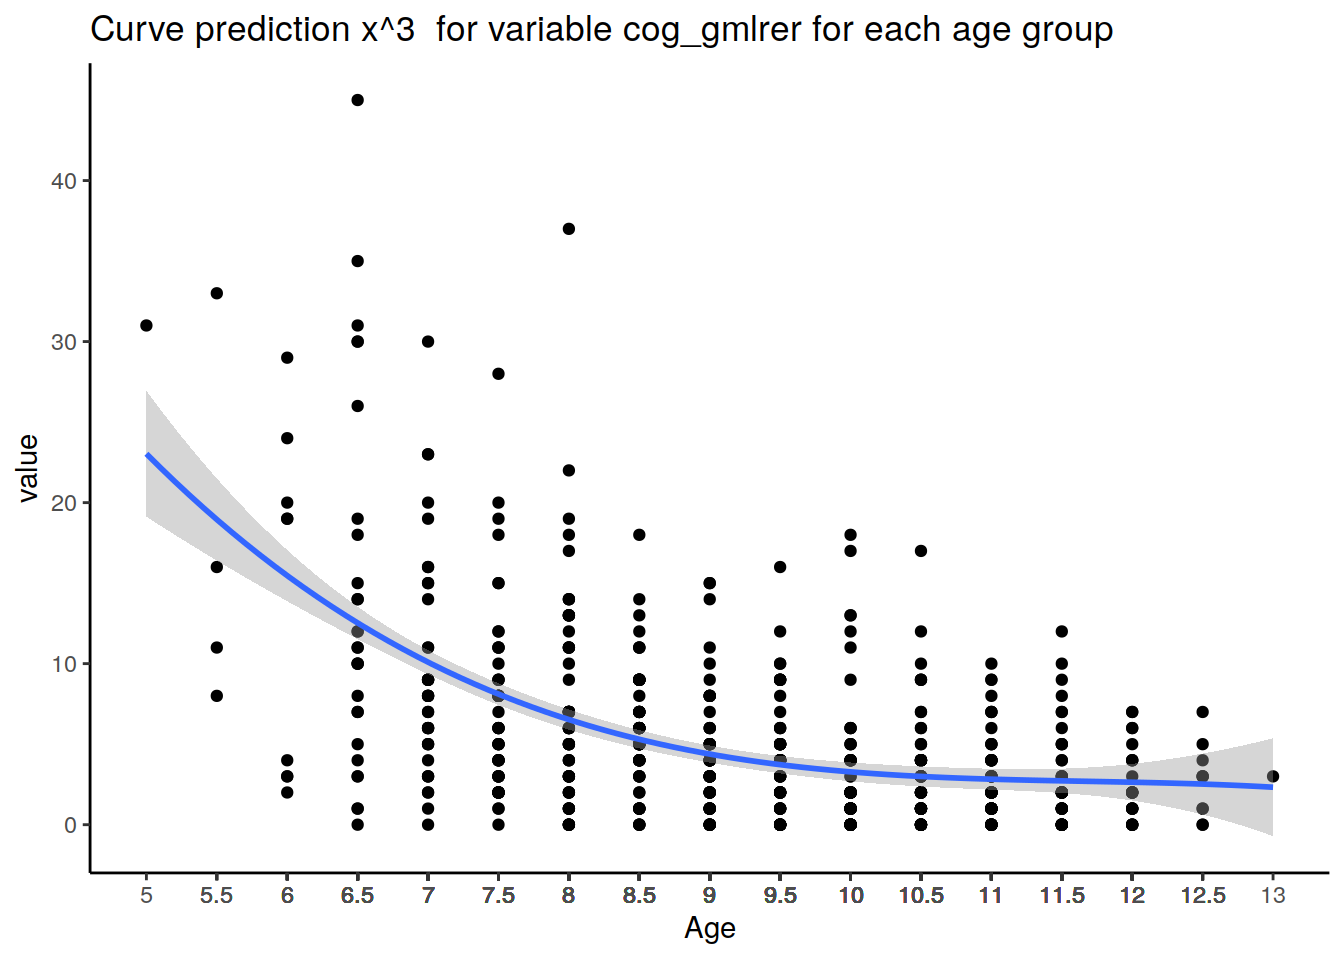 Curve prediction x^3  for variable cog_gmlrer for each age group
value
40
30
20
10
0
5 5.5 6 6.5 7 7.5 8 8.5 9 9.5 10 10.5 11 11.5 12 12.5 13
Age